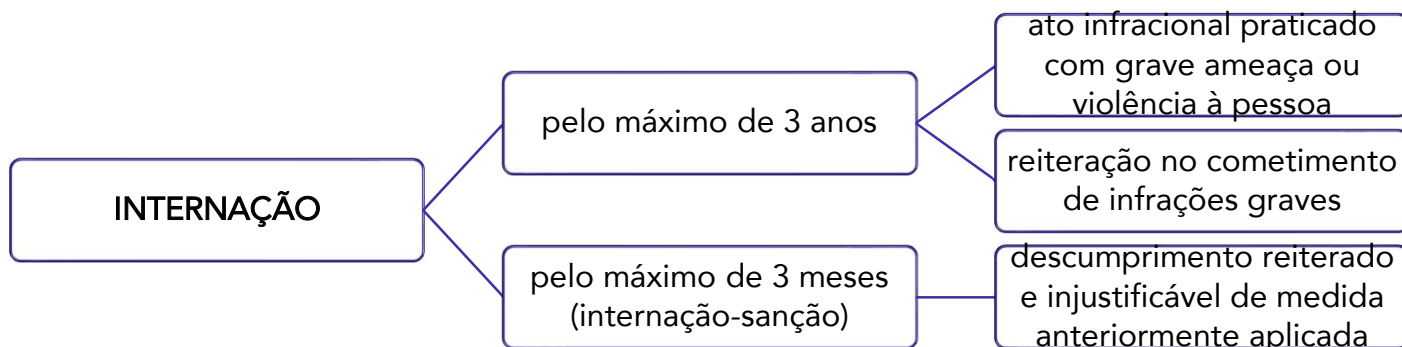 INTERNAÇÃO
pelo máximo de 3 anos
ato infracional praticado
com grave ameaça ou
violência à pessoa
reiteração no cometimento
de infrações graves
pelo máximo de 3 meses
(internação-sanção)
descumprimento reiterado
e injustificável de medida
anteriormente aplicada